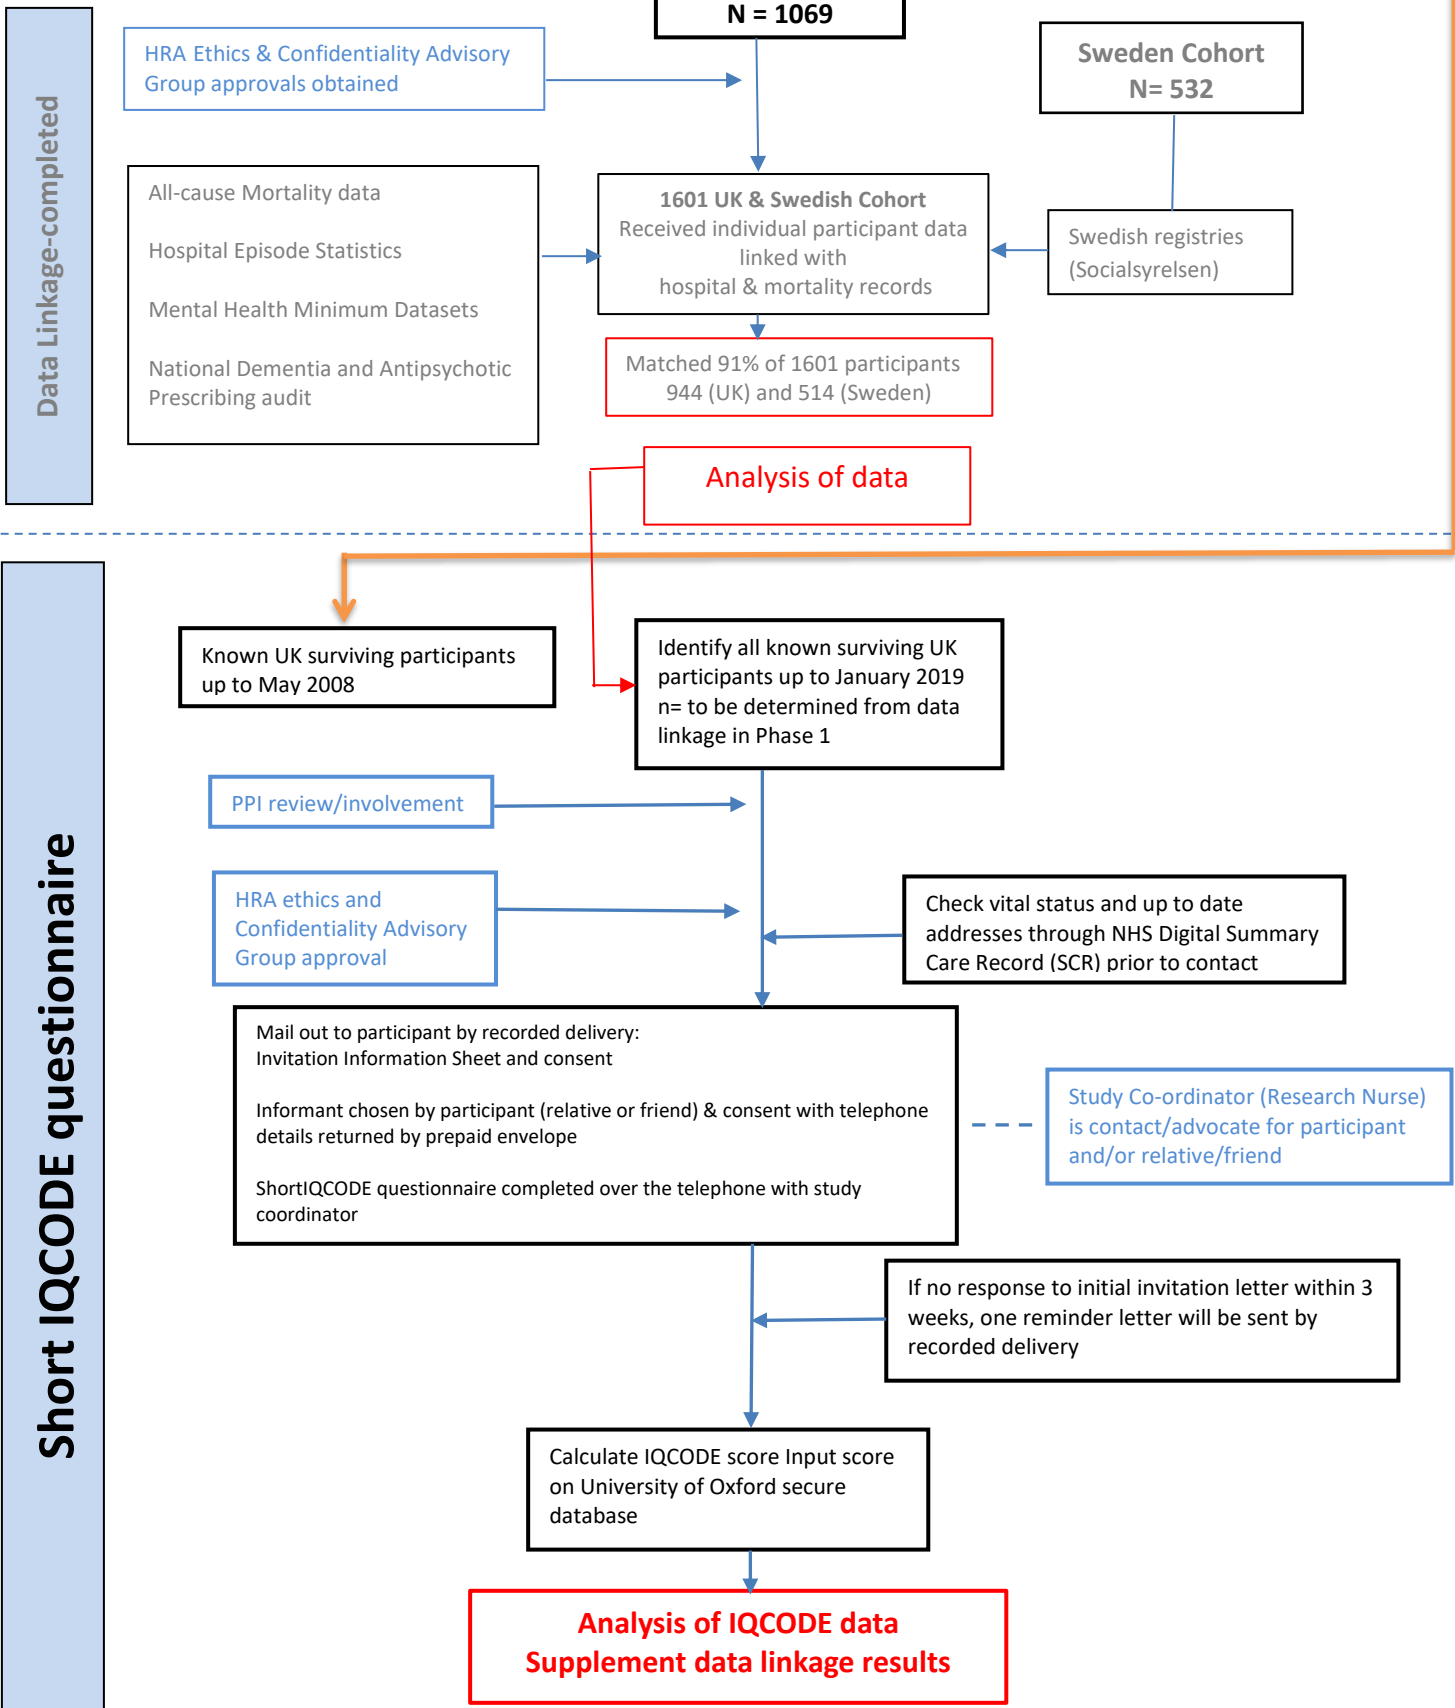 N = 1069
HRA Ethics & Confidentiality Advisory
Group approvals obtained
Sweden Cohort
N= 532
Data Linkage-completed
All-cause Mortality data
Hospital Episode Statistics
Mental Health Minimum Datasets
National Dementia and Antipsychotic
Prescribing audit
1601 UK & Swedish Cohort
Received individual participant data
linked with
hospital & mortality records
Swedish registries
(Socialsyrelsen)
Matched 91% of 1601 participants
944 (UK) and 514 (Sweden)
Analysis of data
Short IQCODE questionnaire
Known UK surviving participants
up to May 2008
Identify all known surviving UK
participants up to January 2019
n= to be determined from data
linkage in Phase 1
PPI review/involvement
HRA ethics and
Confidentiality Advisory
Group approval
Check vital status and up to date
addresses through NHS Digital Summary
Care Record (SCR) prior to contact
Mail out to participant by recorded delivery:
Invitation Information Sheet and consent
Informant chosen by participant (relative or friend) & consent with telephone
details returned by prepaid envelope
ShortIQCODE questionnaire completed over the telephone with study
coordinator
Study Co-ordinator (Research Nurse)
is contact/advocate for participant
and/or relative/friend
If no response to initial invitation letter within 3
weeks, one reminder letter will be sent by
recorded delivery
Calculate IQCODE score Input score
on University of Oxford secure
database
Analysis of IQCODE data
Supplement data linkage results